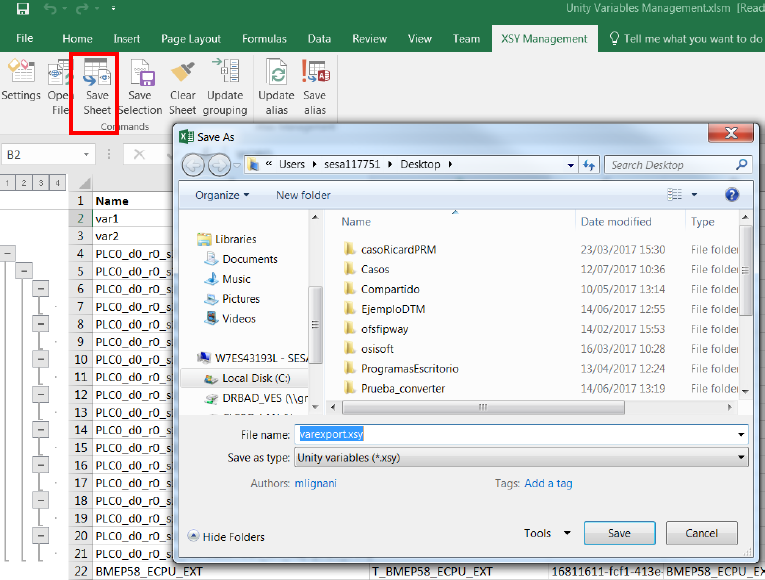 Unity Variables Management.xlsm [Read
File Home Insert Page Layout Formulas Data Review View Team XSY Management Tell me what you want to do
Settings Open File Save Sheet Save Selection Clear Sheet Update grouping Update alias Save alias
Commands
Save As
B2
« Users Desktop sesa117751 Search Desktop
Organize New folder
1 2 3 4
Name Date modified Type
1 Name
2 var1
3 var2
4 PLC0_d0_r0_s
5 PLC0_d0_r0_s
6 PLC0_d0_r0_s
7 PLC0_d0_r0_s
8 PLC0_d0_r0_s
9 PLC0_d0_r0_s
10 PLC0_d0_r0_s
11 PLC0_d0_r0_s
12 PLC0_d0_r0_s
13 PLC0_d0_r0_s
14 PLC0_d0_r0_s
15 PLC0_d0_r0_s
16 PLC0_d0_r0_s
17 PLC0_d0_r0_s
18 PLC0_d0_r0_s
19 PLC0_d0_r0_s
20 PLC0_d0_r0_s
21 PLC0_d0_r0_s
22 BMEP58_ECPU_EXT T_BMEP58_ECPU_EXT 16811611-fcf1-413e- BMEP58_ECPU_EXT
Libraries
Documents
Music
Pictures
Videos
W7ES43193L - SESA
Local Disk (C:)
DRBAD_VES (\\gr
casoRicardPRM 23/03/2017 15:30 File folder
Casos 12/07/2017 10:36 File folder
Compartido 10/05/2017 13:14 File folder
EjemploDTM 14/06/2017 12:55 File folder
ofsfipway 14/02/2017 15:53 File folder
osisoft 16/03/2017 10:28 File folder
ProgramasEscritorio 13/04/2017 12:24 File folder
Prueba_converter 14/06/2017 13:19 File folder
File name: varexport.xsy
Save as type: Unity variables (*.xsy)
Authors: mlignani Tags: Add a tag
Hide Folders Tools Save Cancel